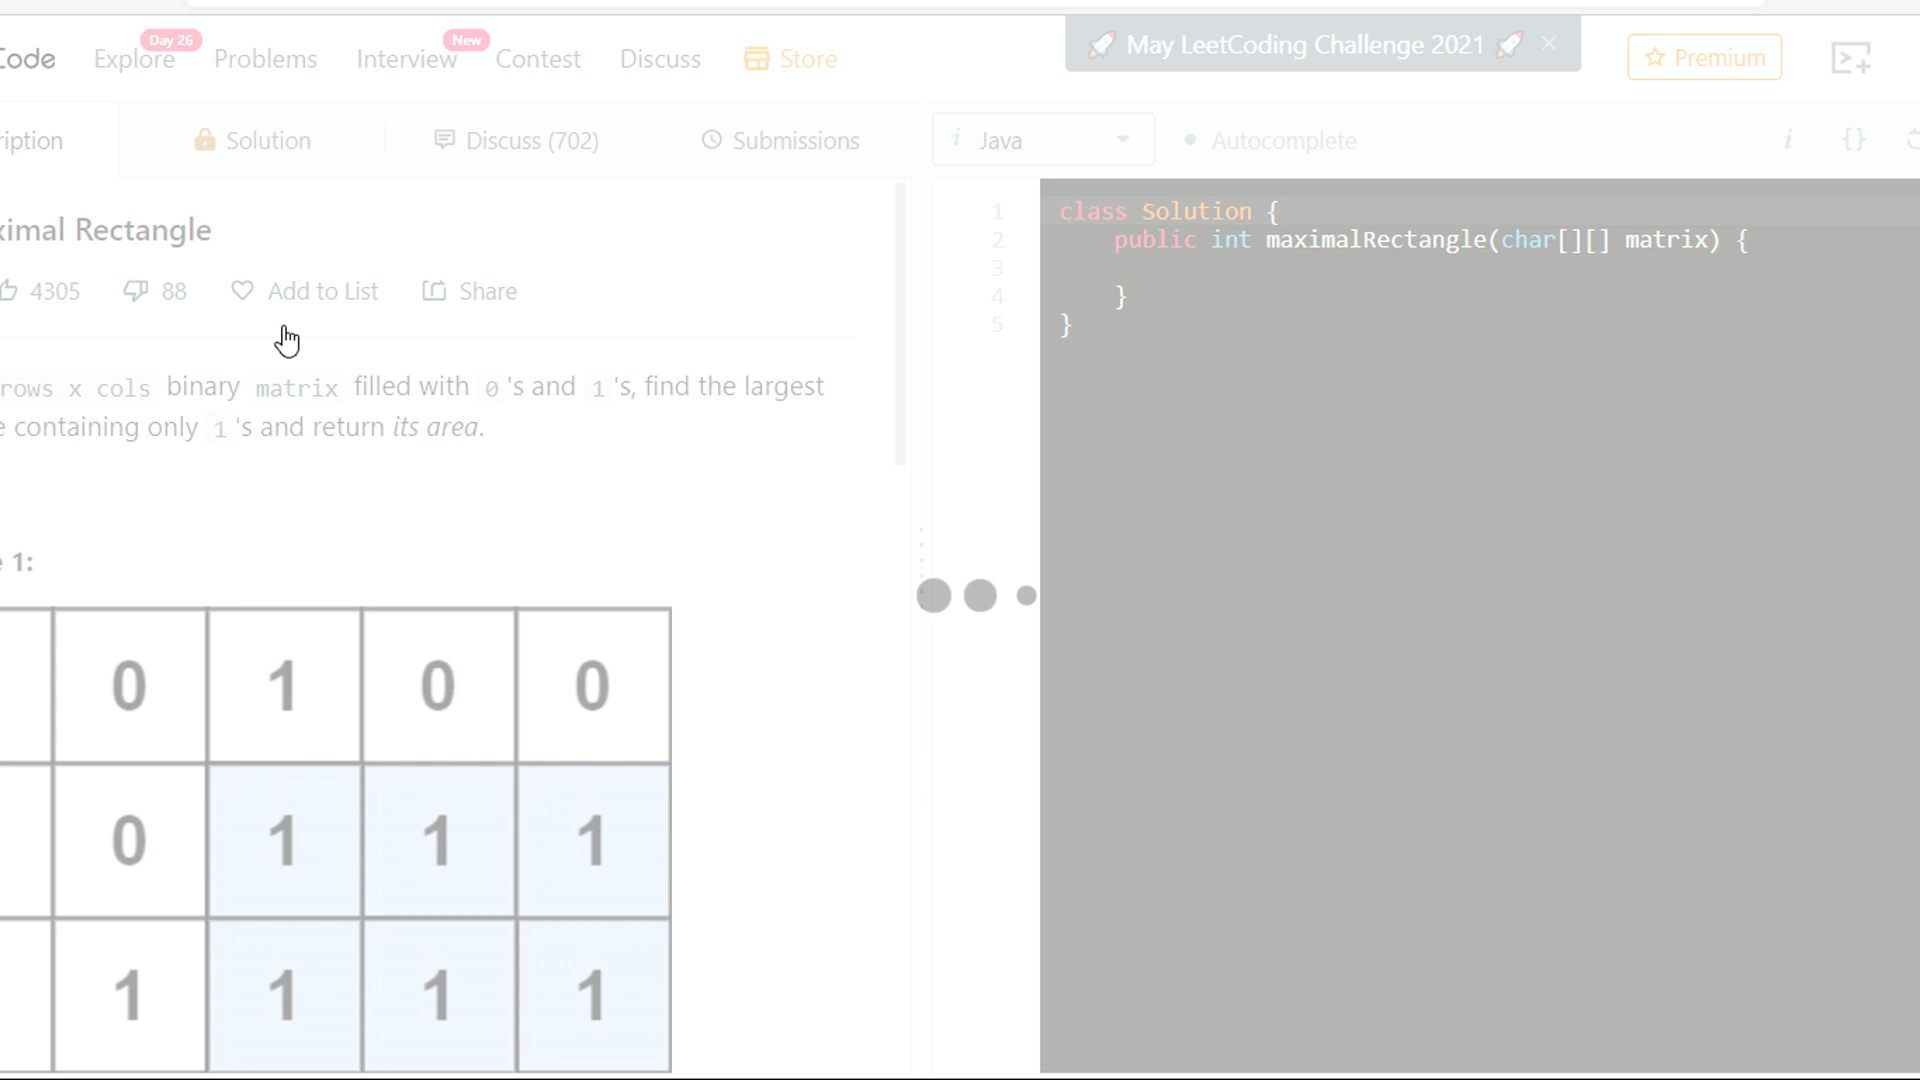 Code Explore Day 26 Problems Interview New Contest Discuss Store May LeetCoding Challenge 2021 Premium
ription Solution Discuss (702) Submissions i Java Autocomplete i {}
ximal Rectangle
4305 88 Add to List Share
rows x cols binary matrix filled with 0 's and 1 's, find the largest
e containing only 1 's and return its area.
e 1:
0 1 0 0
0 1 1 1
1 1 1 1
1 class Solution {
2 public int maximalRectangle(char[][] matrix) {
3
4 }
5 }